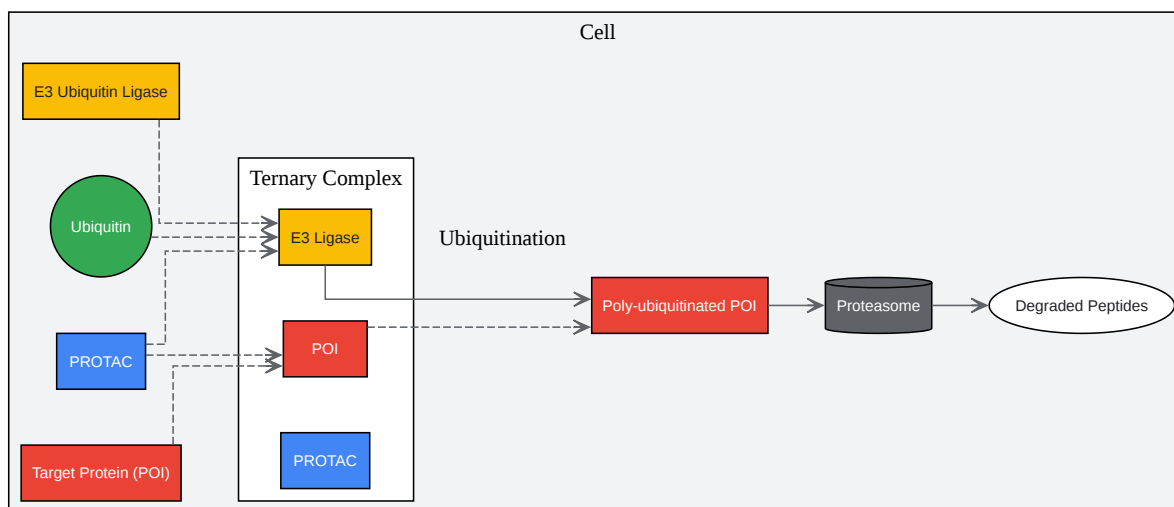 Cell
E3 Ubiquitin Ligase
Ubiquitin
PROTAC
Target Protein (POI)
Ternary Complex
E3 Ligase
POI
PROTAC
Ubiquitination
Poly-ubiquitinated POI
Proteasome
Degraded Peptides